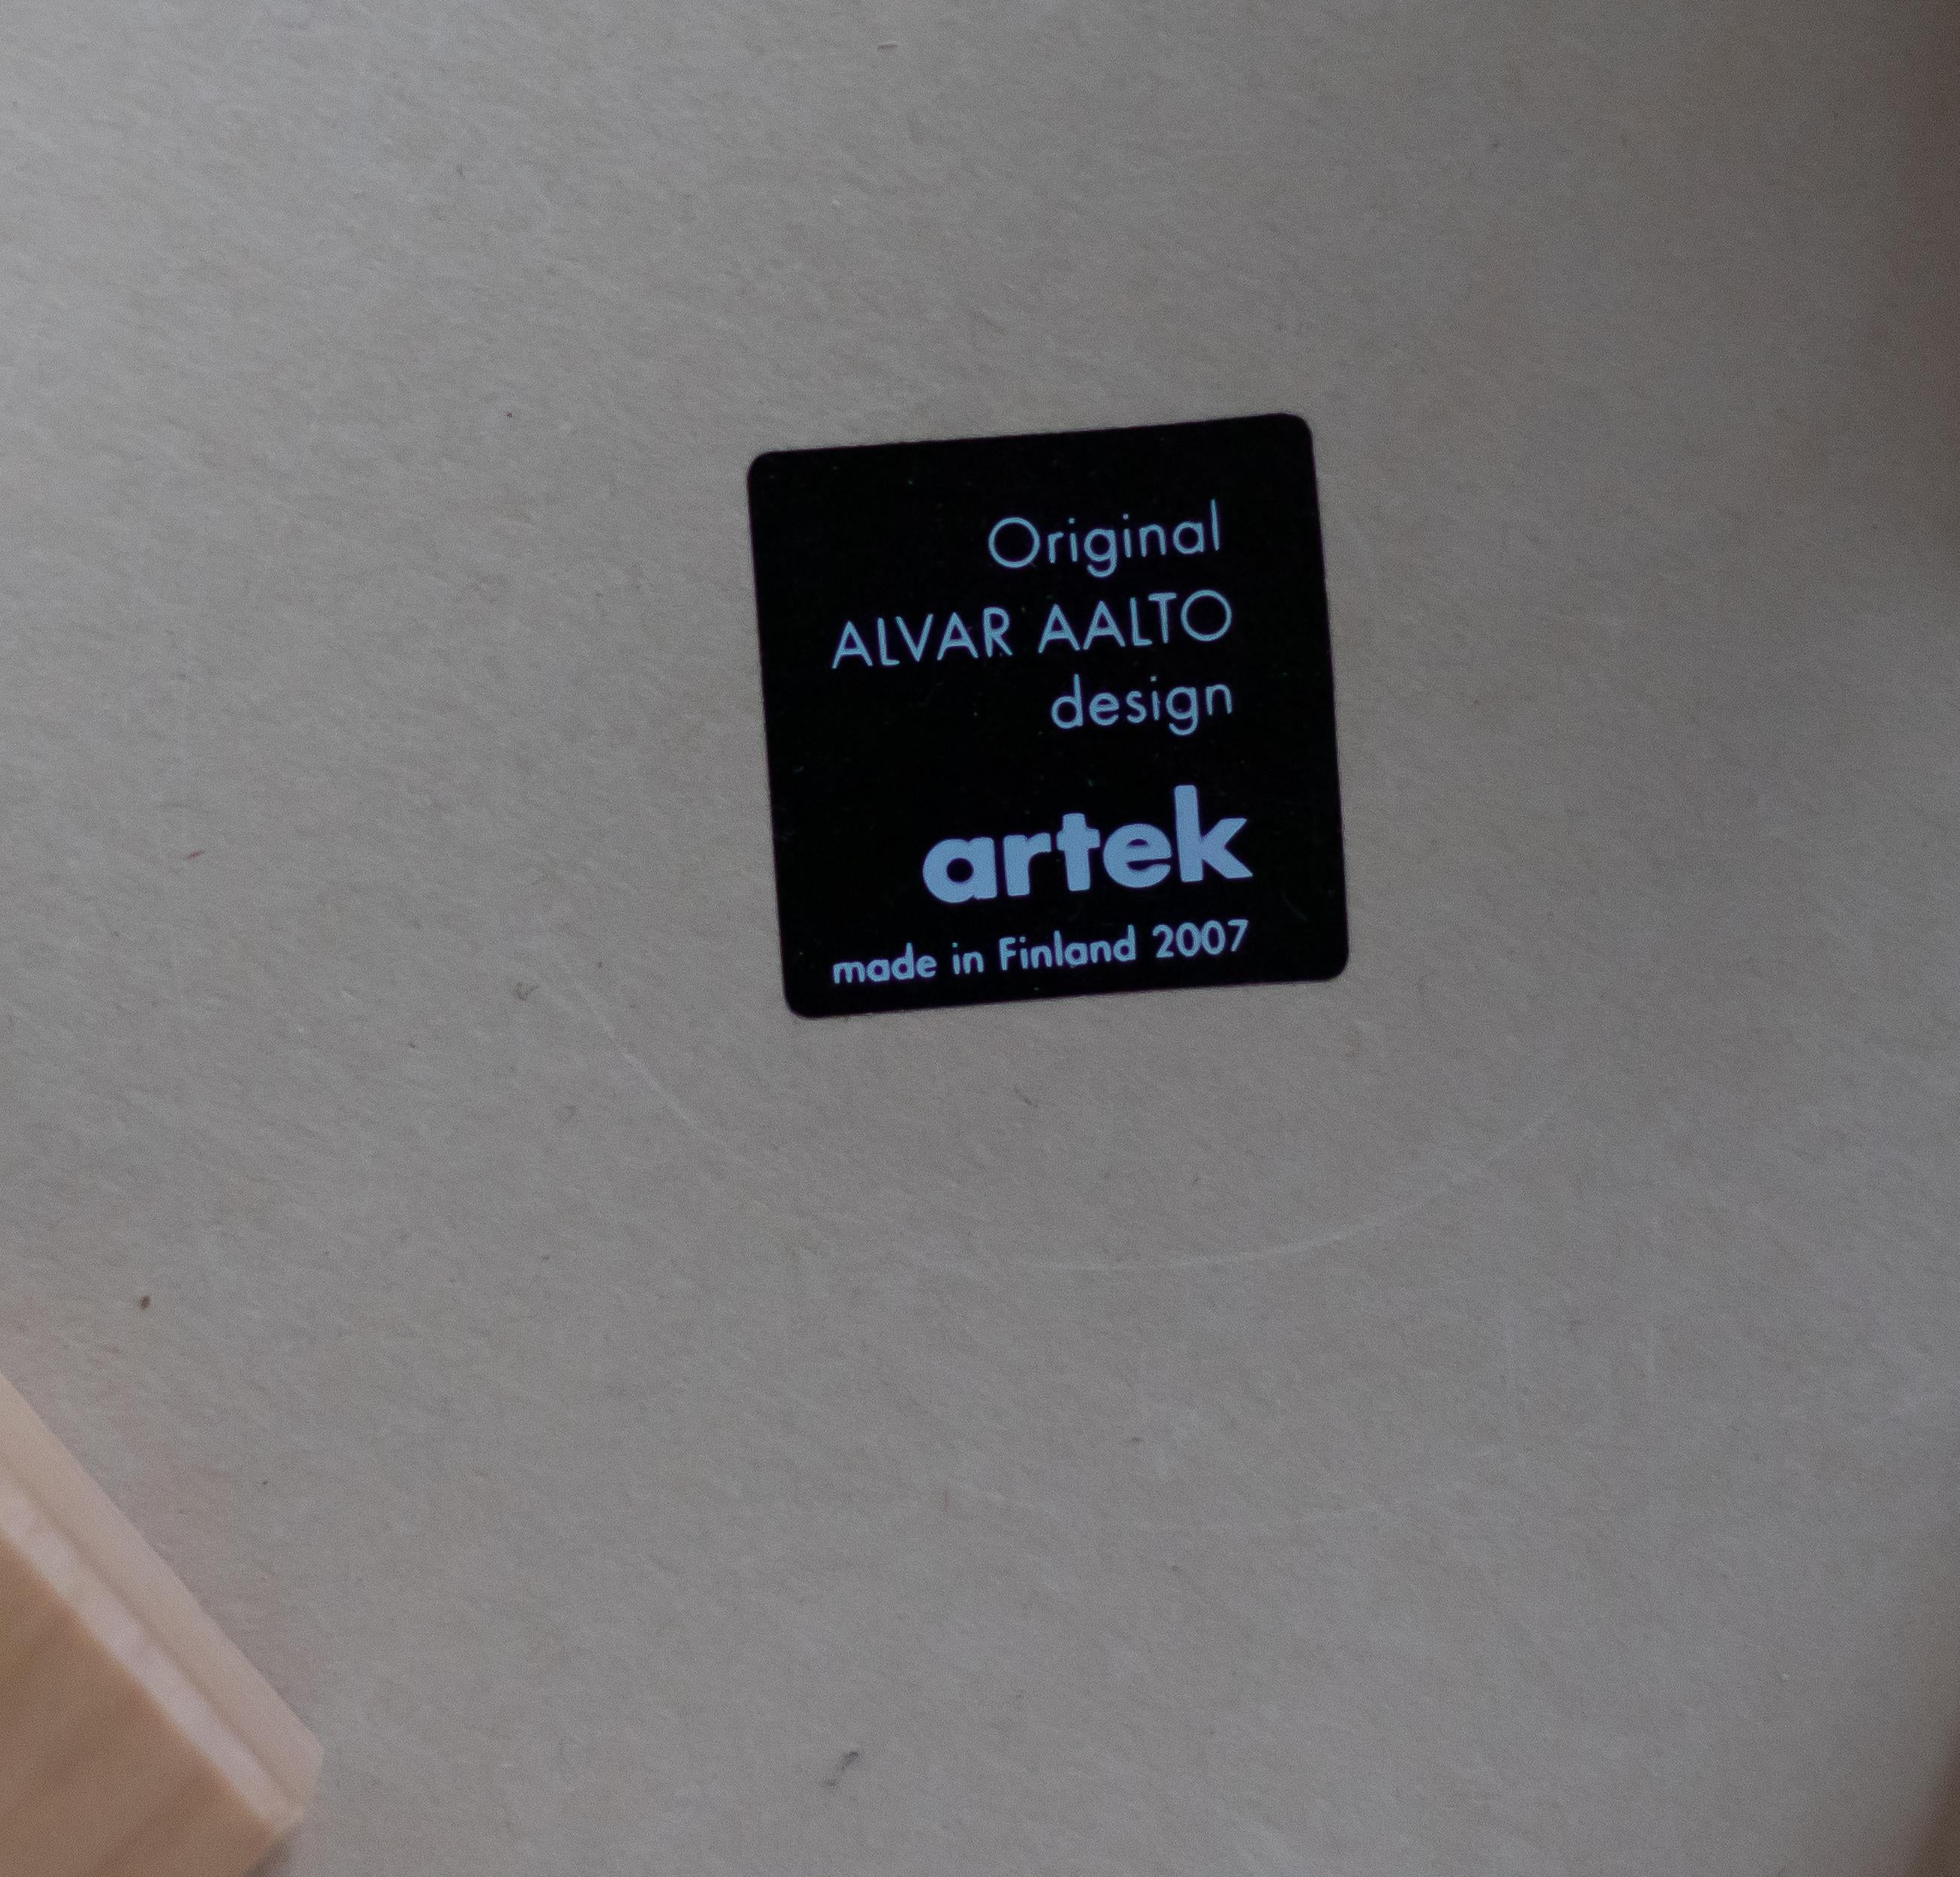 Original
ALVAR AALTO
design
artek
made in Finland 2007